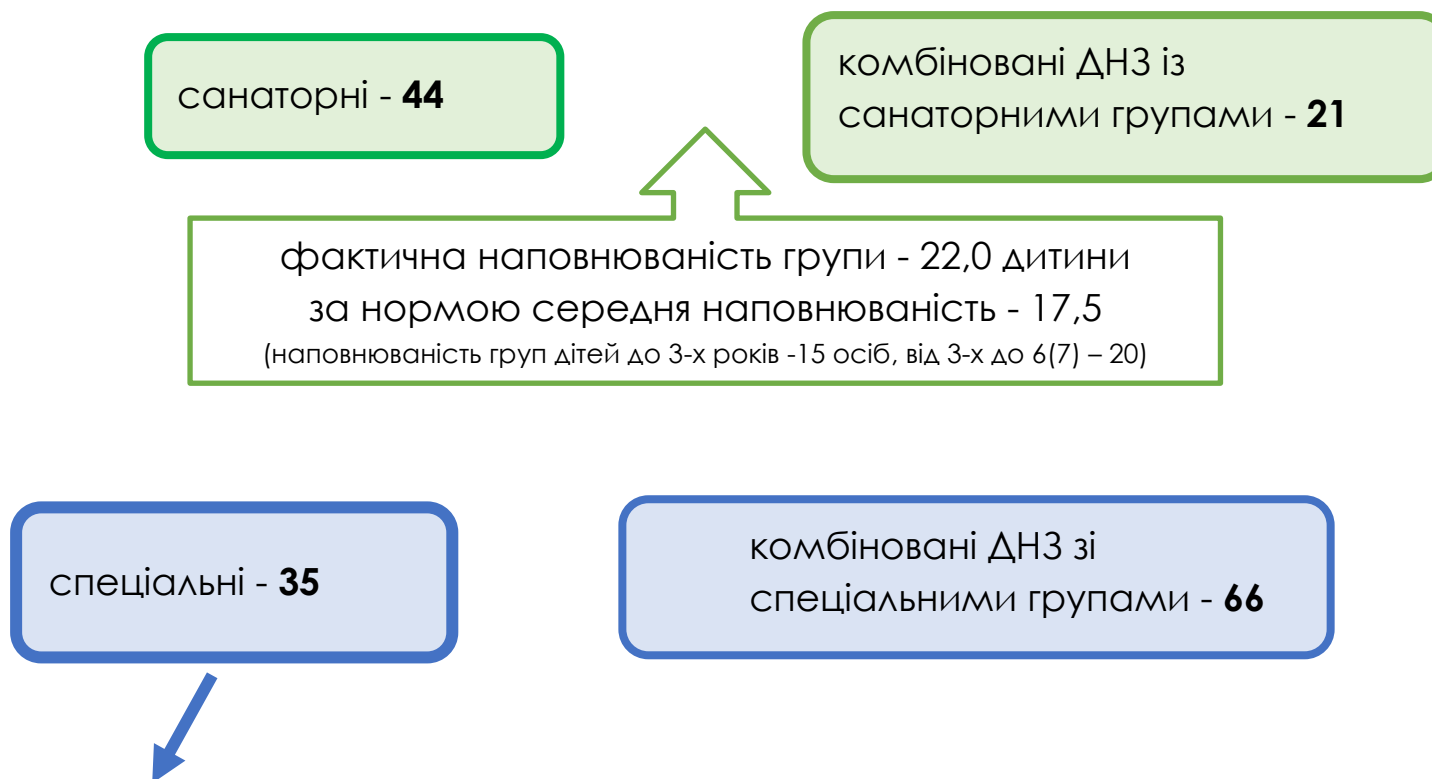 санаторні - 44
комбіновані ДНЗ із
санаторними групами - 21
фактична наповнюваність групи - 22,0 дитини
за нормою середня наповнюваність - 17,5
(наповнюваність груп дітей до 3-х років -15 осіб, від 3-х до 6(7) – 20)
спеціальні - 35
комбіновані ДНЗ зі
спеціальними групами - 66